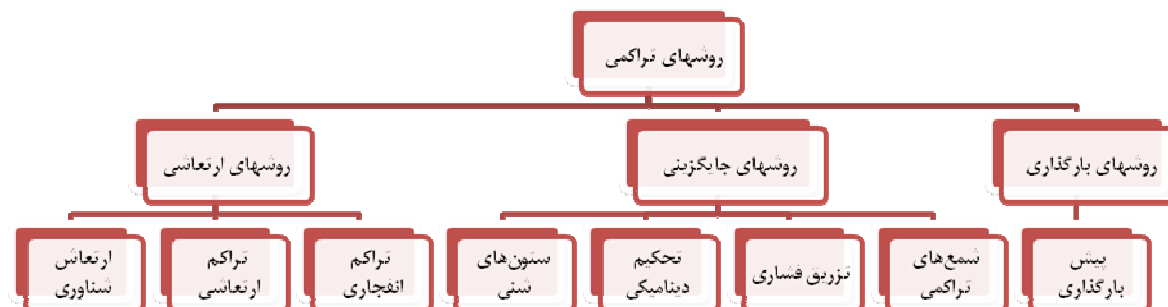 روشهای تراکمی
روشهای بارگذاری
روشهای جایگزینی
روشهای ارتعاشی
پیش
بارگذاری
شمع‌های
تراکمی
تزریق فشاری
تحکیم
دینامیکی
ستون‌های
شنی
تراکم
انفجاری
تراکم
ارتعاشی
ارتعاش
شناوری